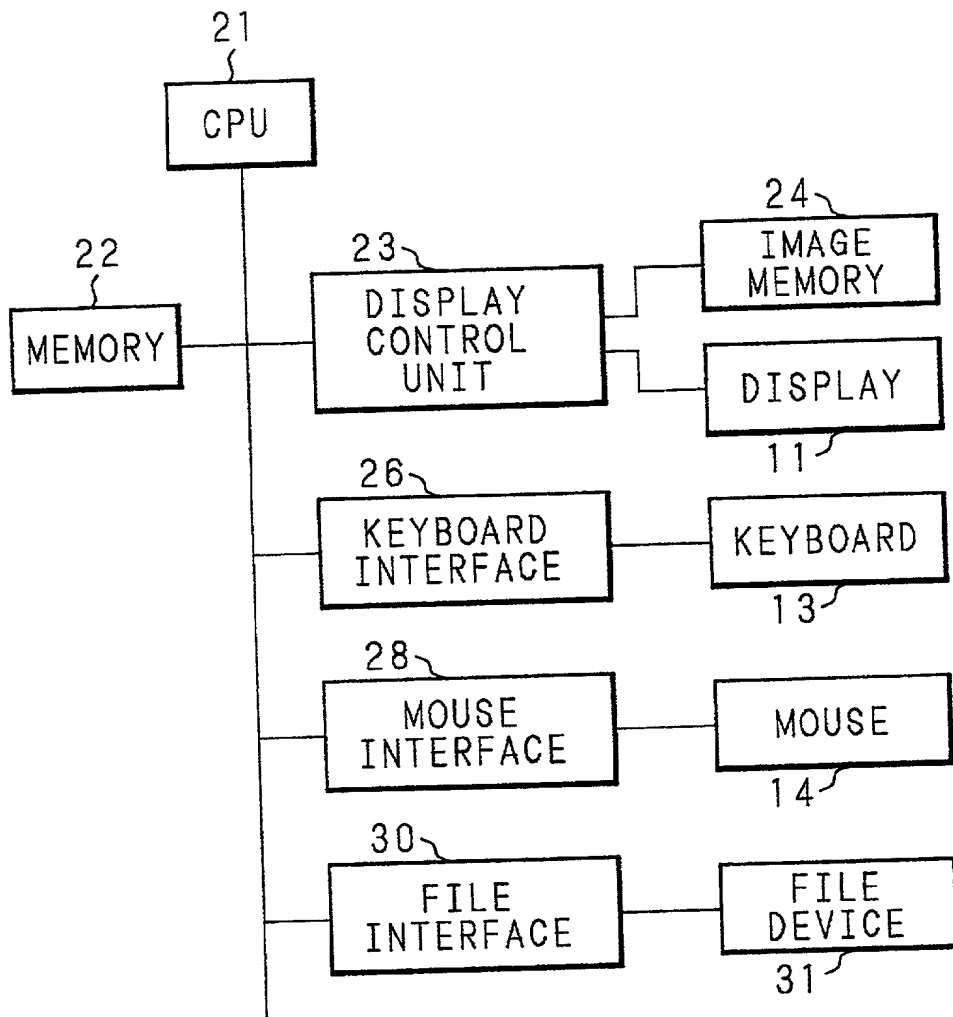 21
CPU
22
MEMORY
23
DISPLAY
CONTROL
UNIT
24
IMAGE
MEMORY
DISPLAY
11
26
KEYBOARD
INTERFACE
KEYBOARD
13
28
MOUSE
INTERFACE
MOUSE
14
30
FILE
INTERFACE
FILE
DEVICE
31